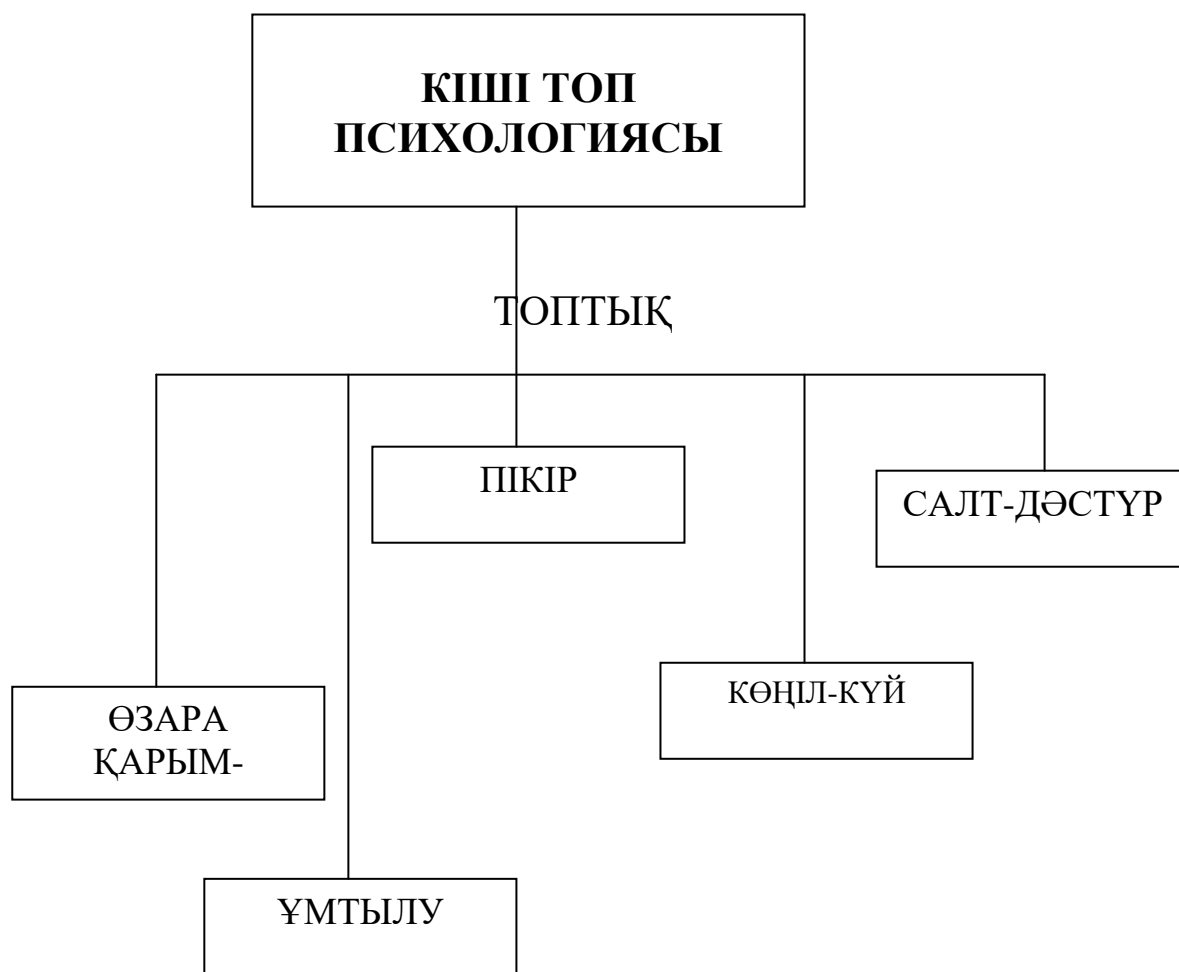 КІШІ ТОП
ПСИХОЛОГИЯСЫ
ТОПТЫҚ
ПІКІР
САЛТ-ДӘСТҮР
ӨЗАРА
ҚАРЫМ-
КӨҢІЛ-КҮЙ
ҰМТЫЛУ